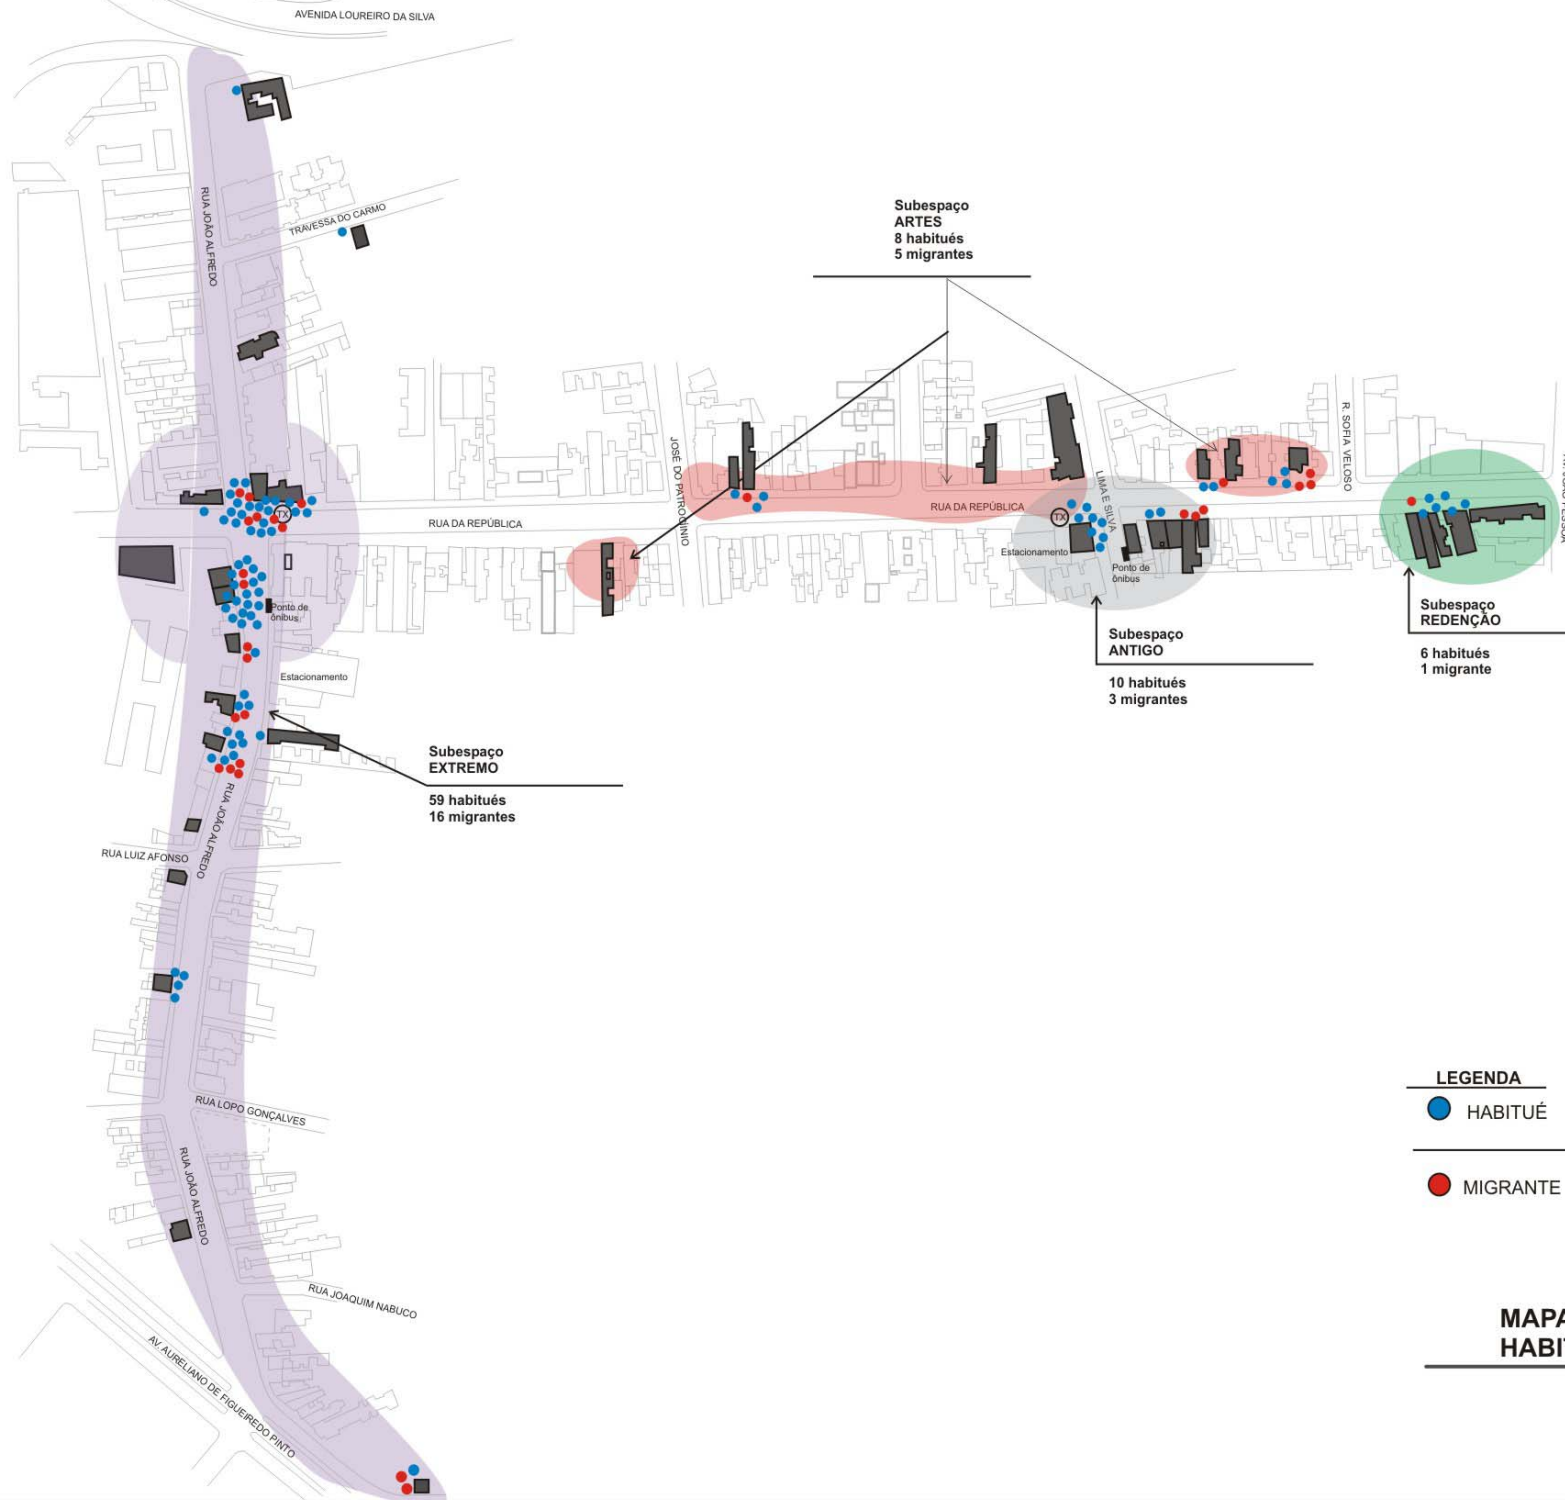 AVENIDA LOUREIRO DA SILVA
RUA JOÃO ALFREDO
TRAVESSA DO CARMO
Subespaço
ARTES
8 habitués
5 migrantes
JOSÉ DO PATROCÍNIO
LIMA E SILVA
R. SOFIA VELOSO
TX
RUA DA REPÚBLICA
RUA DA REPÚBLICA
TX
Estacionamento
Ponto de
ônibus
Ponto de
ônibus
Estacionamento
Subespaço
ANTIGO
10 habitués
3 migrantes
Subespaço
REDENÇÃO
6 habitués
1 migrante
Subespaço
EXTREMO
59 habitués
16 migrantes
RUA JOÃO ALFREDO
RUA LUIZ AFONSO
RUA LOPO GONÇALVES
RUA JOÃO ALFREDO
RUA JOAQUIM NABUCO
AV. AURELIANO DE FIGUEIREDO PINTO
LEGENDA
HABITUÉ
MIGRANTE
MAPA